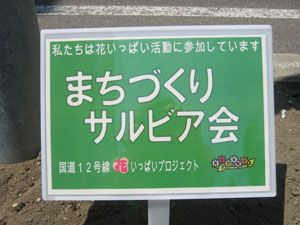 私たちは花いっぱい活動に参加しています
まちづくり
サルビア会
国道12号線花いっぱいプロジェクト